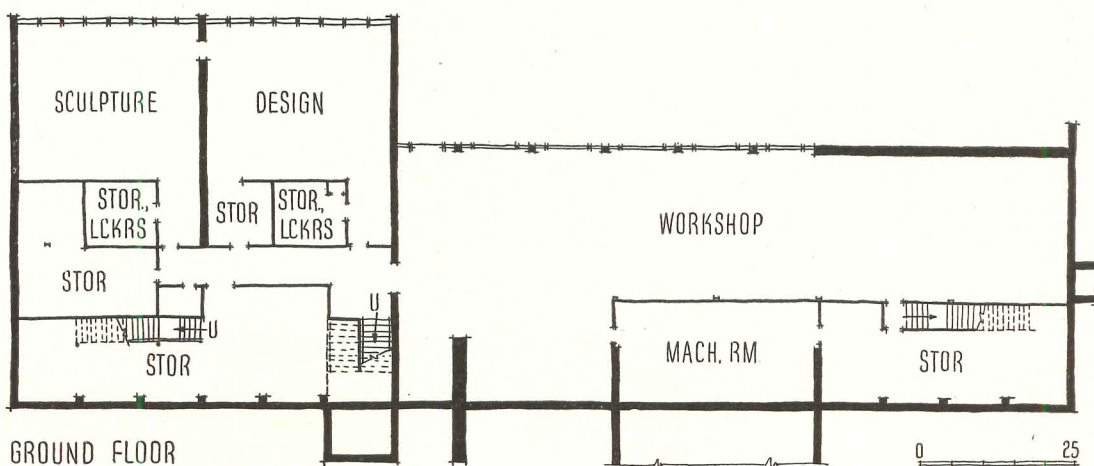 SCULPTURE
DESIGN
STOR.,
LCKRS
STOR
STOR.,
LCKRS
WORKSHOP
STOR
U
U
STOR
MACH. RM
STOR
GROUND FLOOR
0 25